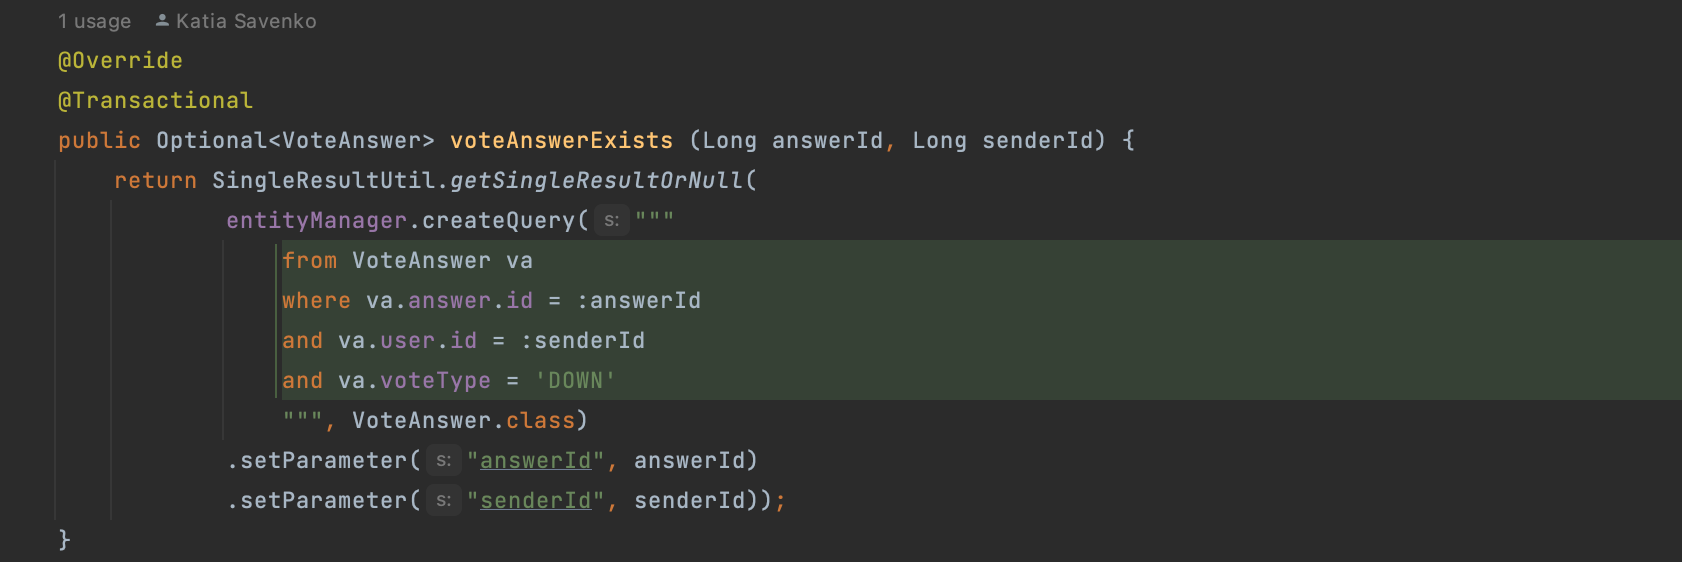 1 usage Katia Savenko
@Override
@Transactional
public Optional<VoteAnswer> voteAnswerExists (Long answerId, Long senderId) {
return SingleResultUtil.getSingleResultOrNull(
entityManager.createQuery( s: """
from VoteAnswer va
where va.answer.id = :answerId
and va.user.id = :senderId
and va.voteType = 'DOWN'
""", VoteAnswer.class)
.setParameter( s: "answerId", answerId)
.setParameter( s: "senderId", senderId));
}